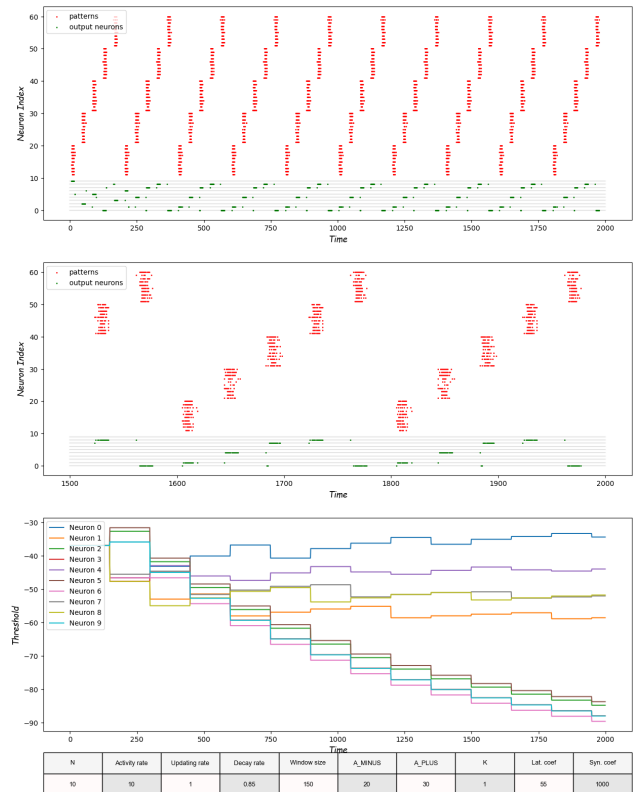 60
50
40
30
20
10
0
Neuron Index
patterns
output neurons
0 250 500 750 1000 1250 1500 1750 2000
Time
60
50
40
30
20
10
0
Neuron Index
patterns
output neurons
1500 1600 1700 1800 1900 2000
Time
−30
−40
−50
−60
−70
−80
−90
Threshold
Neuron 0
Neuron 1
Neuron 2
Neuron 3
Neuron 4
Neuron 5
Neuron 6
Neuron 7
Neuron 8
Neuron 9
0 250 500 750 1000 1250 1500 1750 2000
Time
N Activity rate Updating rate Decay rate Window size A_MINUS A_PLUS K Lat. coef Syn. coef
10 10 1 0.85 150 20 30 1 55 1000